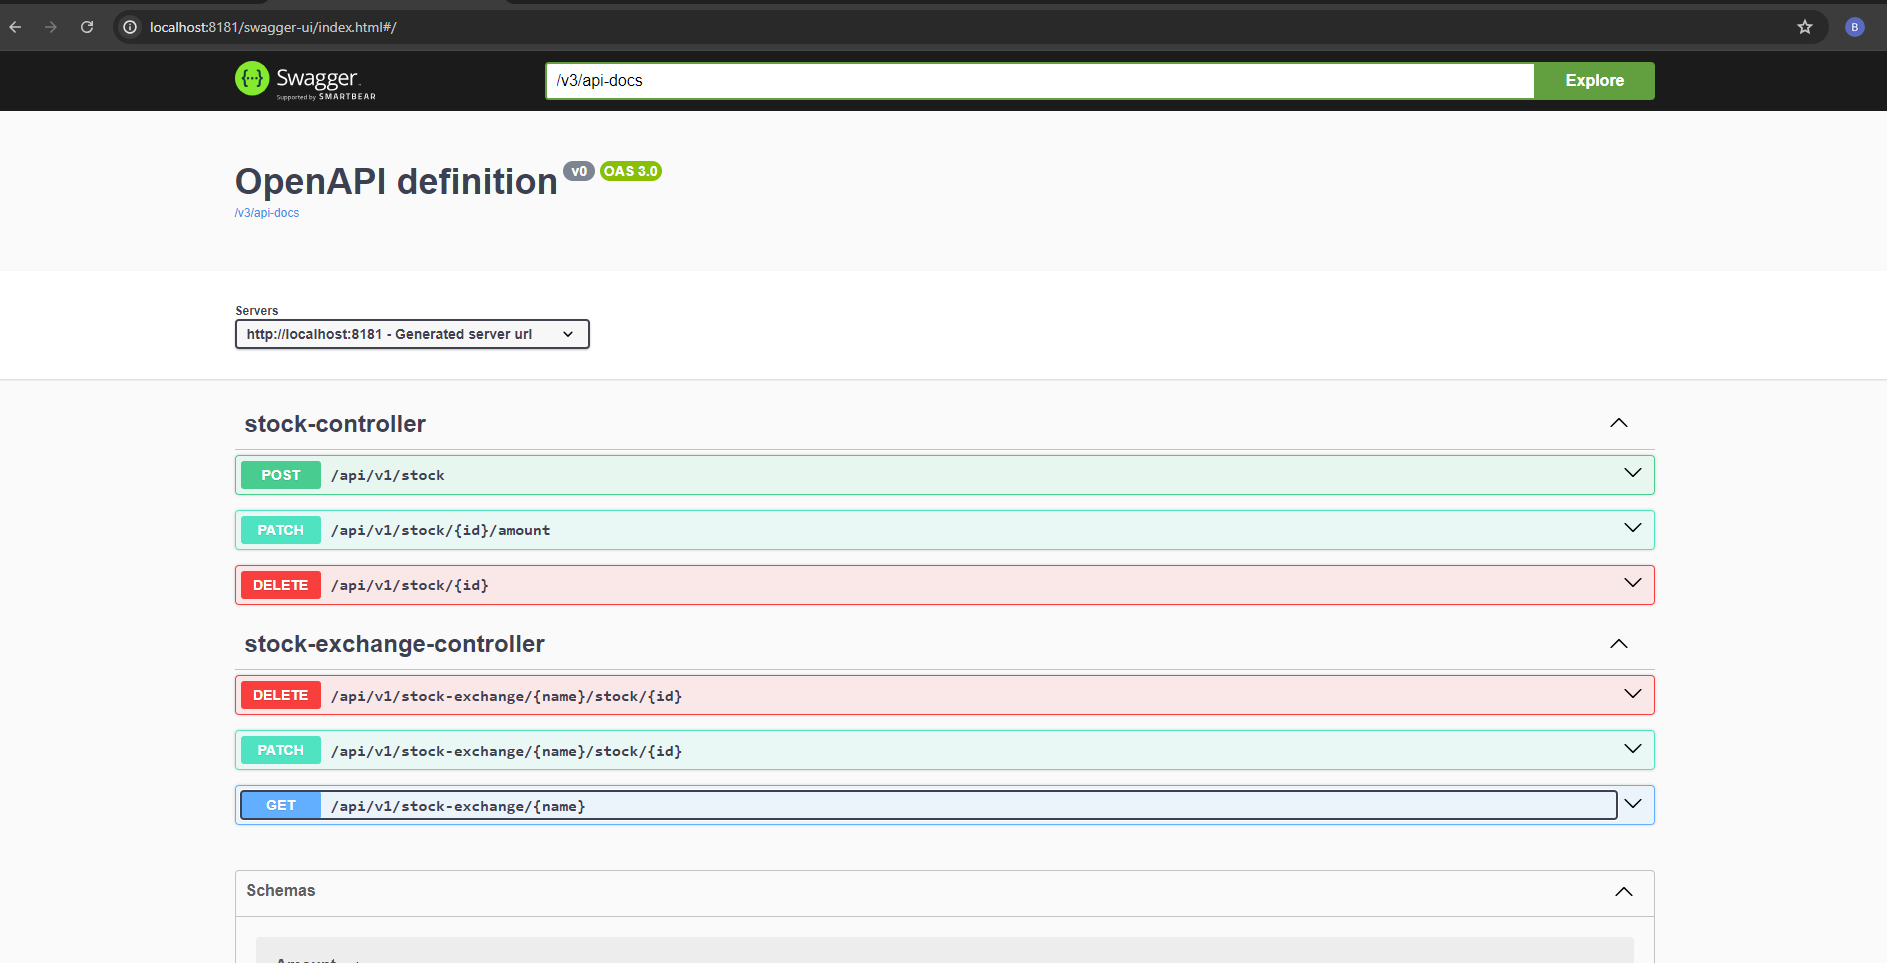 localhost:8181/swagger-ui/index.html#/
B
{···} Swagger
Supported by SMARTBEAR
/v3/api-docs
Explore
OpenAPI definition v0 OAS 3.0
/v3/api-docs
Servers
http://localhost:8181 - Generated server url
stock-controller
POST /api/v1/stock
PATCH /api/v1/stock/{id}/amount
DELETE /api/v1/stock/{id}
stock-exchange-controller
DELETE /api/v1/stock-exchange/{name}/stock/{id}
PATCH /api/v1/stock-exchange/{name}/stock/{id}
GET /api/v1/stock-exchange/{name}
Schemas